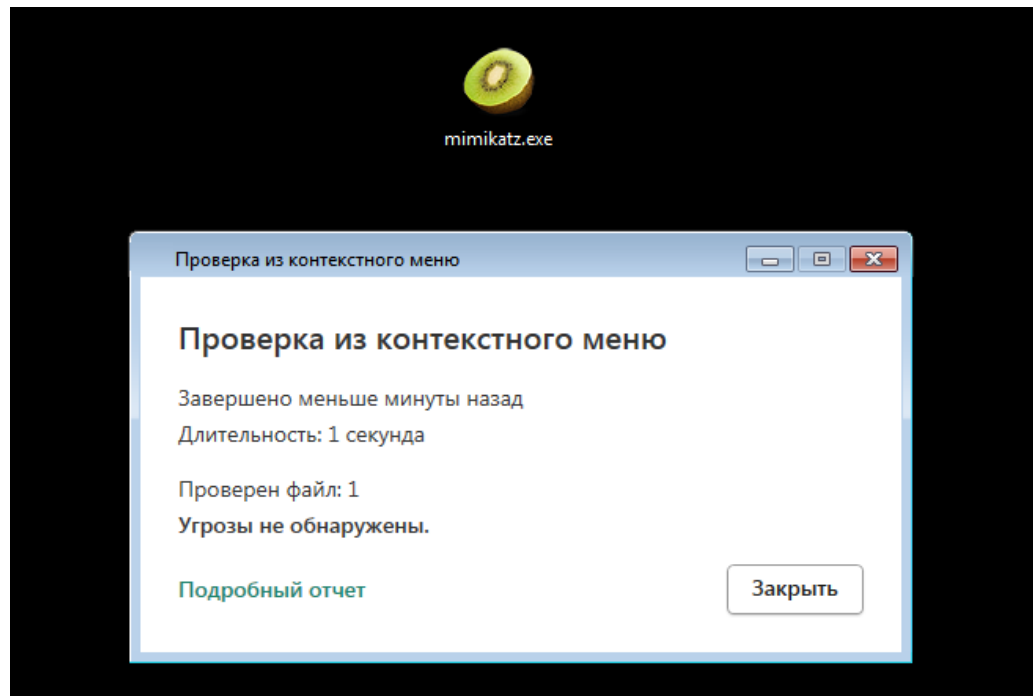 mimikatz.exe
Проверка из контекстного меню
Проверка из контекстного меню
Завершено меньше минуты назад
Длительность: 1 секунда
Проверен файл: 1
Угрозы не обнаружены.
Подробный отчет
Закрыть